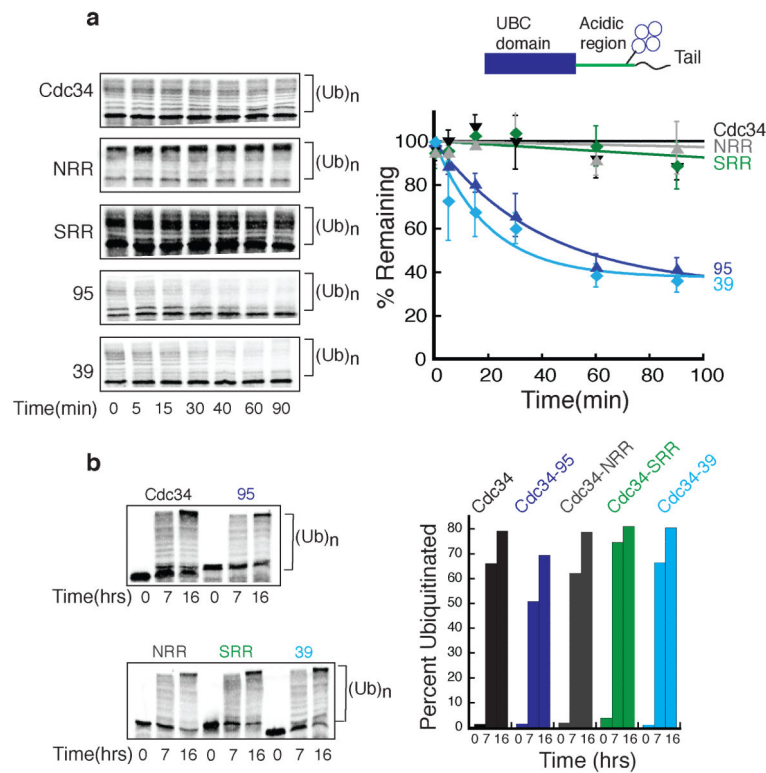 a
UBC domain
Acidic region
Tail
Cdc34
(Ub)n
NRR
(Ub)n
SRR
(Ub)n
95
(Ub)n
39
(Ub)n
Time(min) 0 5 15 30 40 60 90
% Remaining
100
80
60
40
20
0
0 20 40 60 80 100
Time(min)
Cdc34
NRR
SRR
95
39
b
Cdc34 95
(Ub)n
Time(hrs) 0 7 16 0 7 16
NRR SRR 39
(Ub)n
Time(hrs) 0 7 16 0 7 16 0 7 16
Cdc34
Cdc34-95
Cdc34-NRR
Cdc34-SRR
Cdc34-39
Percent Ubiquitinated
80
70
60
50
40
30
20
10
0
0 7 16 0 7 16 0 7 16 0 7 16 0 7 16
Time (hrs)